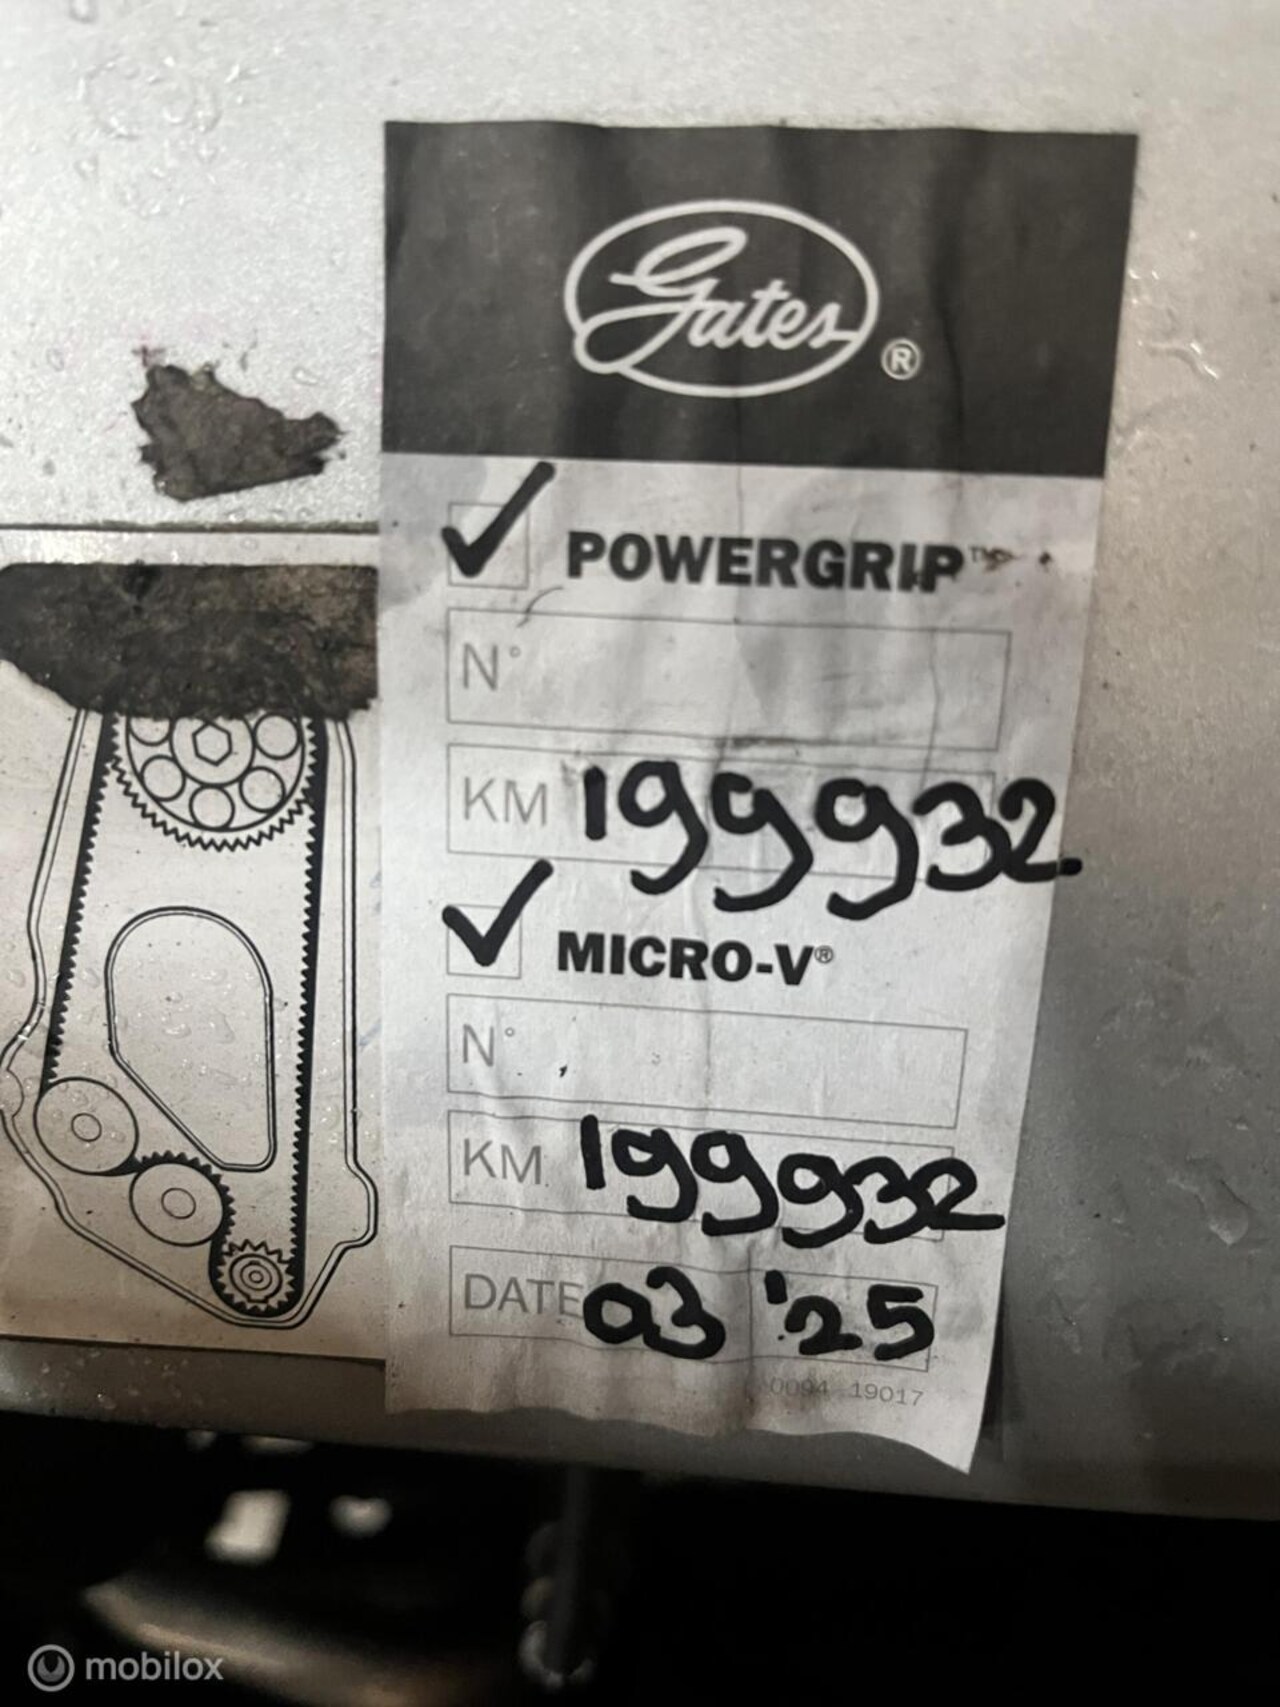 Gates ®
POWERGRIP™
N°
KM 199932
MICRO-V®
N°
KM 199932
DATE 03 '25
0094 19017
mobilox